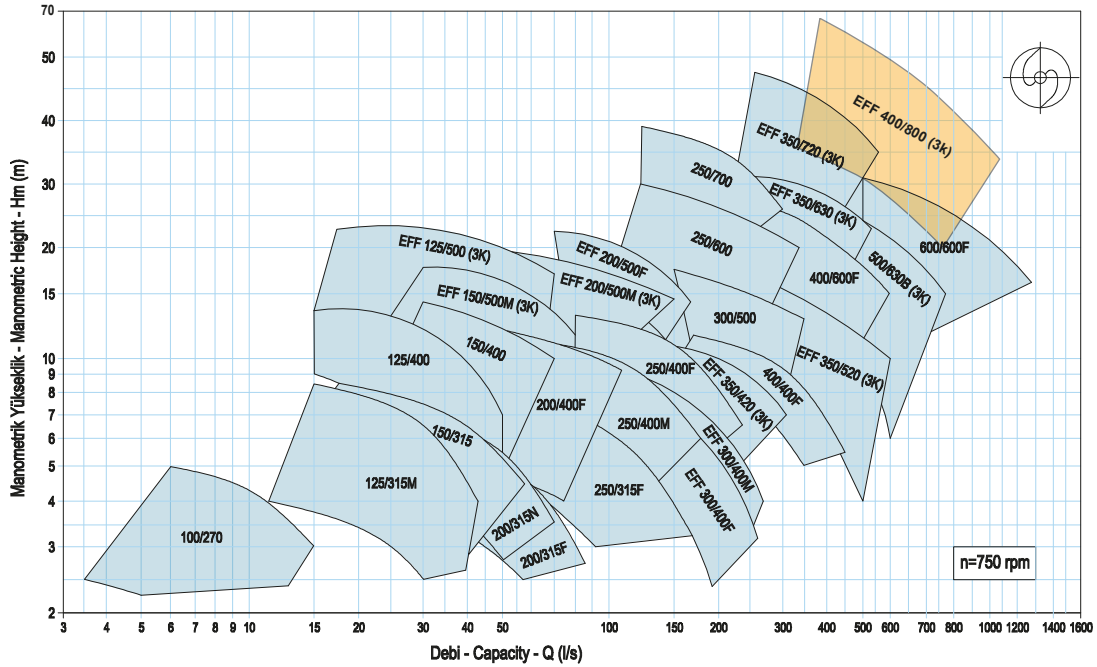 70
50
40
30
20
15
10
9
8
7
6
5
4
3
2
Manometrik Yükseklik - Manometric Height - Hm (m)
EFF 400/800 (3k)
EFF 350/720 (3K)
250/700
EFF 350/630 (3K)
600/600F
250/600
EFF 125/500 (3K)
EFF 200/500F
500/630B (3K)
400/600F
EFF 200/500M (3K)
EFF 150/500M (3K)
300/500
150/400
125/400
250/400F
EFF 350/420 (3K)
400/400F
EFF 350/520 (3K)
200/400F
250/400M
150/315
EFF 300/400M
125/315M
250/315F
EFF 300/400F
200/315N
100/270
200/315F
n=750 rpm
3 4 5 6 7 8 9 10 15 20 30 40 50 100 150 200 300 400 500 600 700 800 1000 1200 1400 1600
Debi - Capacity - Q (l/s)